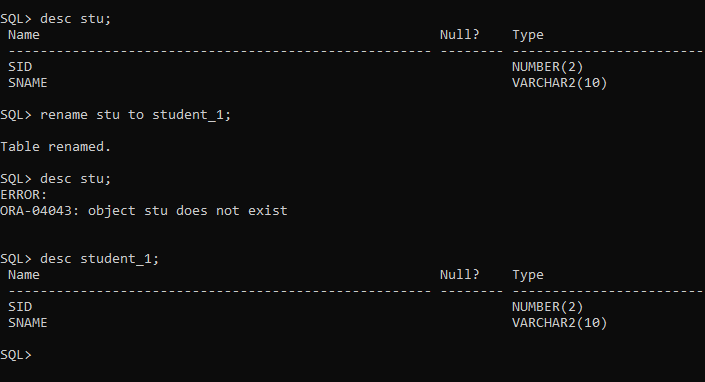 SQL> desc stu;
 Name                                                  Null?    Type
 ----------------------------------------------------- -------- ------------------------
 SID                                                            NUMBER(2)
 SNAME                                                          VARCHAR2(10)
SQL> rename stu to student_1;
Table renamed.
SQL> desc stu;
ERROR:
ORA-04043: object stu does not exist
SQL> desc student_1;
 Name                                                  Null?    Type
 ----------------------------------------------------- -------- ------------------------
 SID                                                            NUMBER(2)
 SNAME                                                          VARCHAR2(10)
SQL>